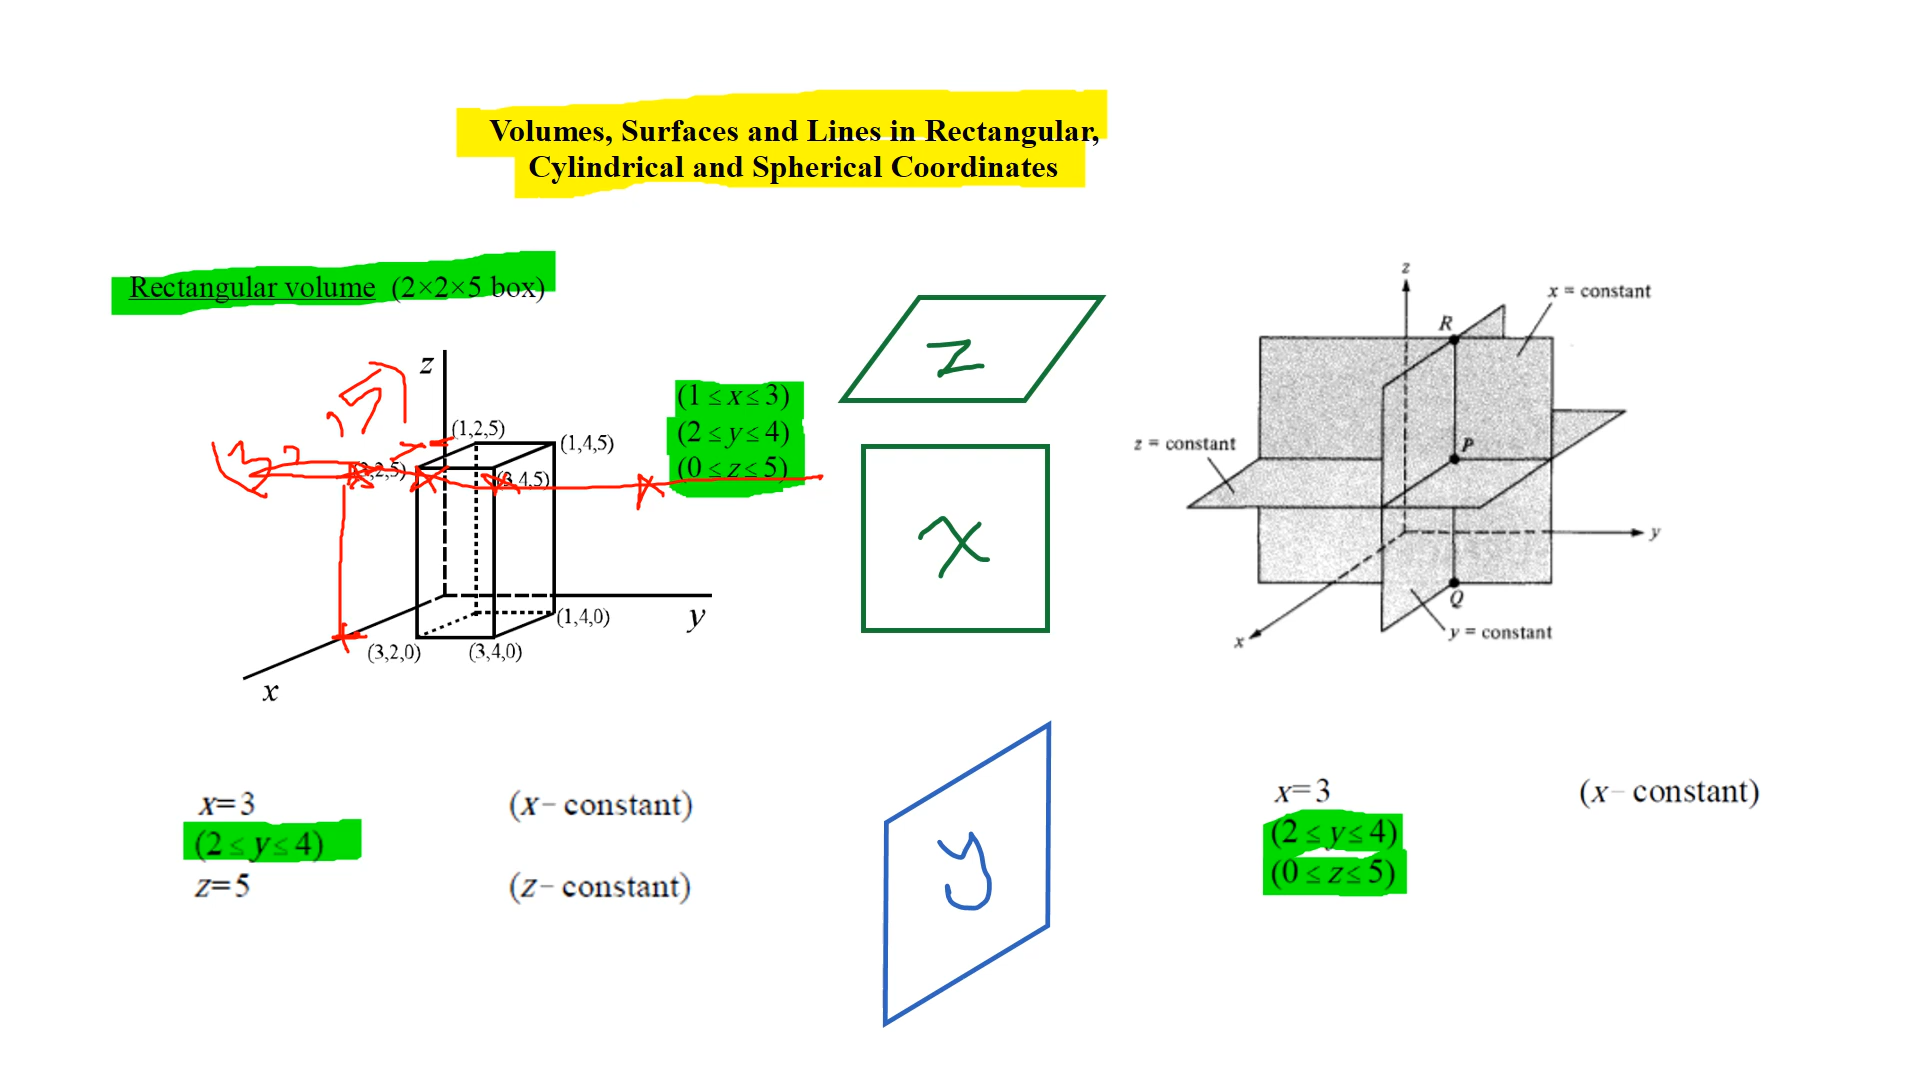 Volumes, Surfaces and Lines in Rectangular,
Cylindrical and Spherical Coordinates
Rectangular volume (2×2×5 box)
z
(1,2,5)
(1,4,5)
(3,4,5)
(1,4,0)
(3,2,0)
(3,4,0)
x
y
(1 ≤ x ≤ 3)
(2 ≤ y ≤ 4)
(0 ≤ z ≤ 5)
z
x
y
z
x = constant
R
z = constant
P
y
Q
x
y = constant
x=3 (x– constant)
(2 ≤ y ≤ 4)
z=5 (z– constant)
x=3 (x– constant)
(2 ≤ y ≤ 4)
(0 ≤ z ≤ 5)